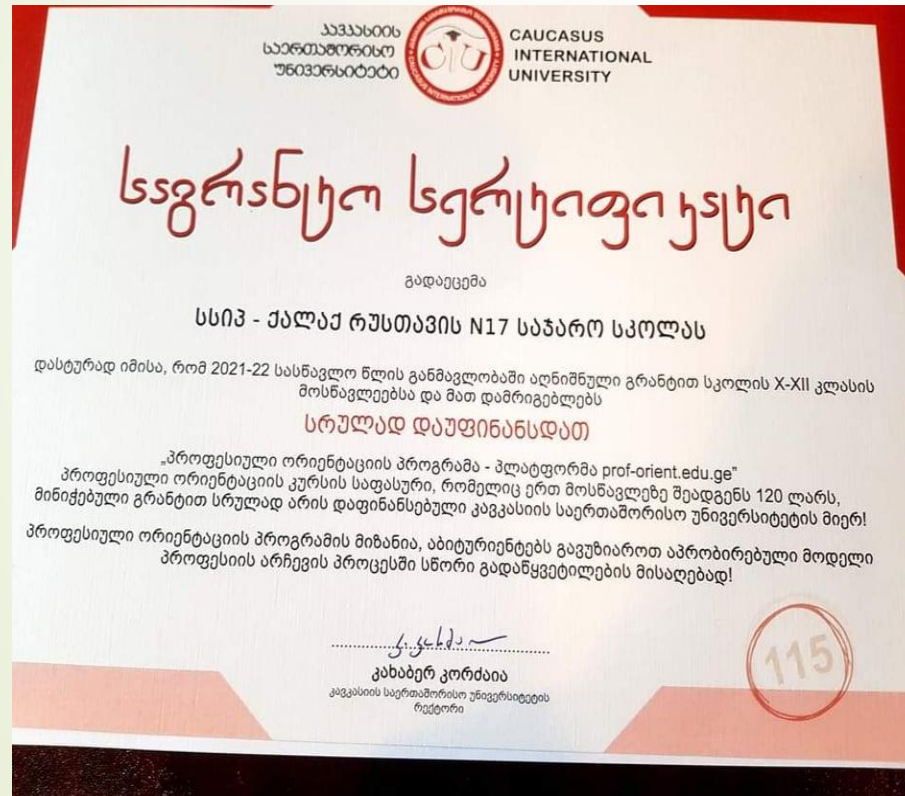 კავკასიის
საერთაშორისო
უნივერსიტეტი
CAUCASUS
INTERNATIONAL
UNIVERSITY
CIU
CAUCASUS INTERNATIONAL UNIVERSITY
საგრანტო სერტიფიკატი
გადაეცემა
სსიპ - ქალაქ რუსთავის N17 საჯარო სკოლას
დასტურად იმისა, რომ 2021-22 სასწავლო წლის განმავლობაში აღნიშნული გრანტით სკოლის X-XII კლასის
მოსწავლეებსა და მათ დამრიგებლებს
სრულად დაუფინანსდათ
„პროფესიული ორიენტაციის პროგრამა - პლატფორმა prof-orient.edu.ge"
პროფესიული ორიენტაციის კურსის საფასური, რომელიც ერთ მოსწავლეზე შეადგენს 120 ლარს,
მინიჭებული გრანტით სრულად არის დაფინანსებული კავკასიის საერთაშორისო უნივერსიტეტის მიერ!
პროფესიული ორიენტაციის პროგრამის მიზანია, აბიტურიენტებს გავუზიაროთ აპრობირებული მოდელი
პროფესიის არჩევის პროცესში სწორი გადაწყვეტილების მისაღებად!
კახაბერ კორძაია
კავკასიის საერთაშორისო უნივერსიტეტის
რექტორი
115